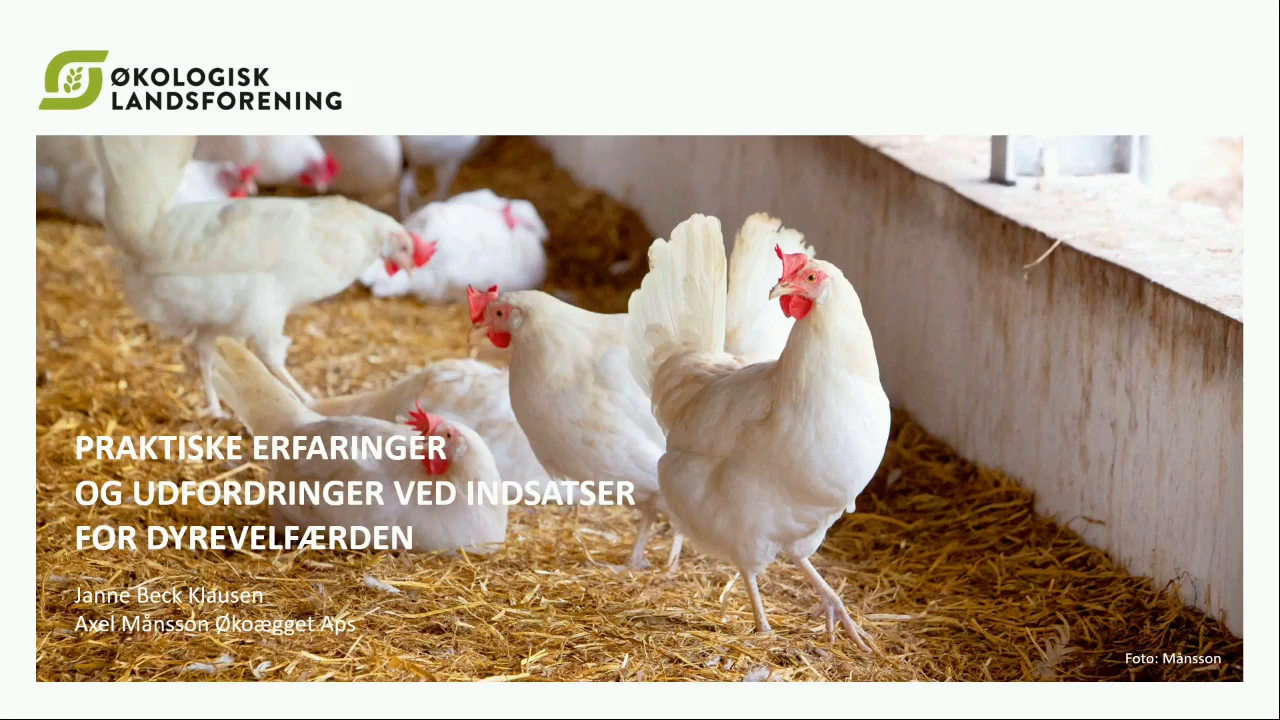 ØKOLOGISK
LANDSFORENING
PRAKTISKE ERFARINGER
OG UDFORDRINGER VED INDSATSER
FOR DYREVELFÆRDEN
Janne Beck Klausen
Axel Månsson Økoægget Aps
Foto: Månsson